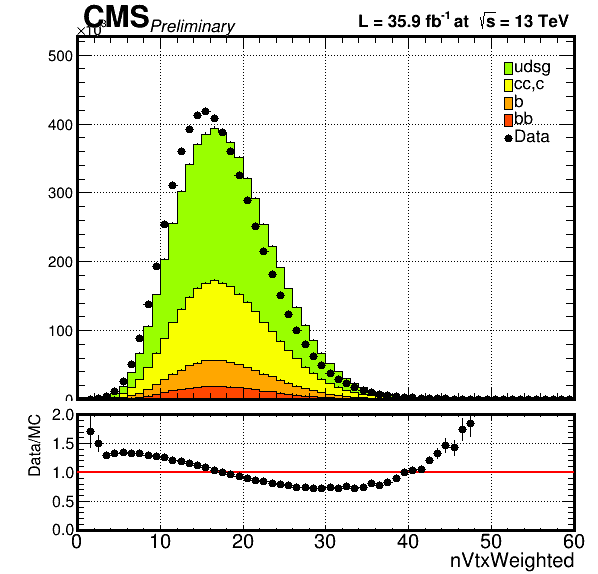 CMS Preliminary L = 35.9 fb⁻¹ at √s = 13 TeV
×10³
500
400
300
200
100
0
udsg
cc,c
b
bb
Data
Data/MC
2.0
1.5
1.0
0.5
0.0
0 10 20 30 40 50 60
nVtxWeighted